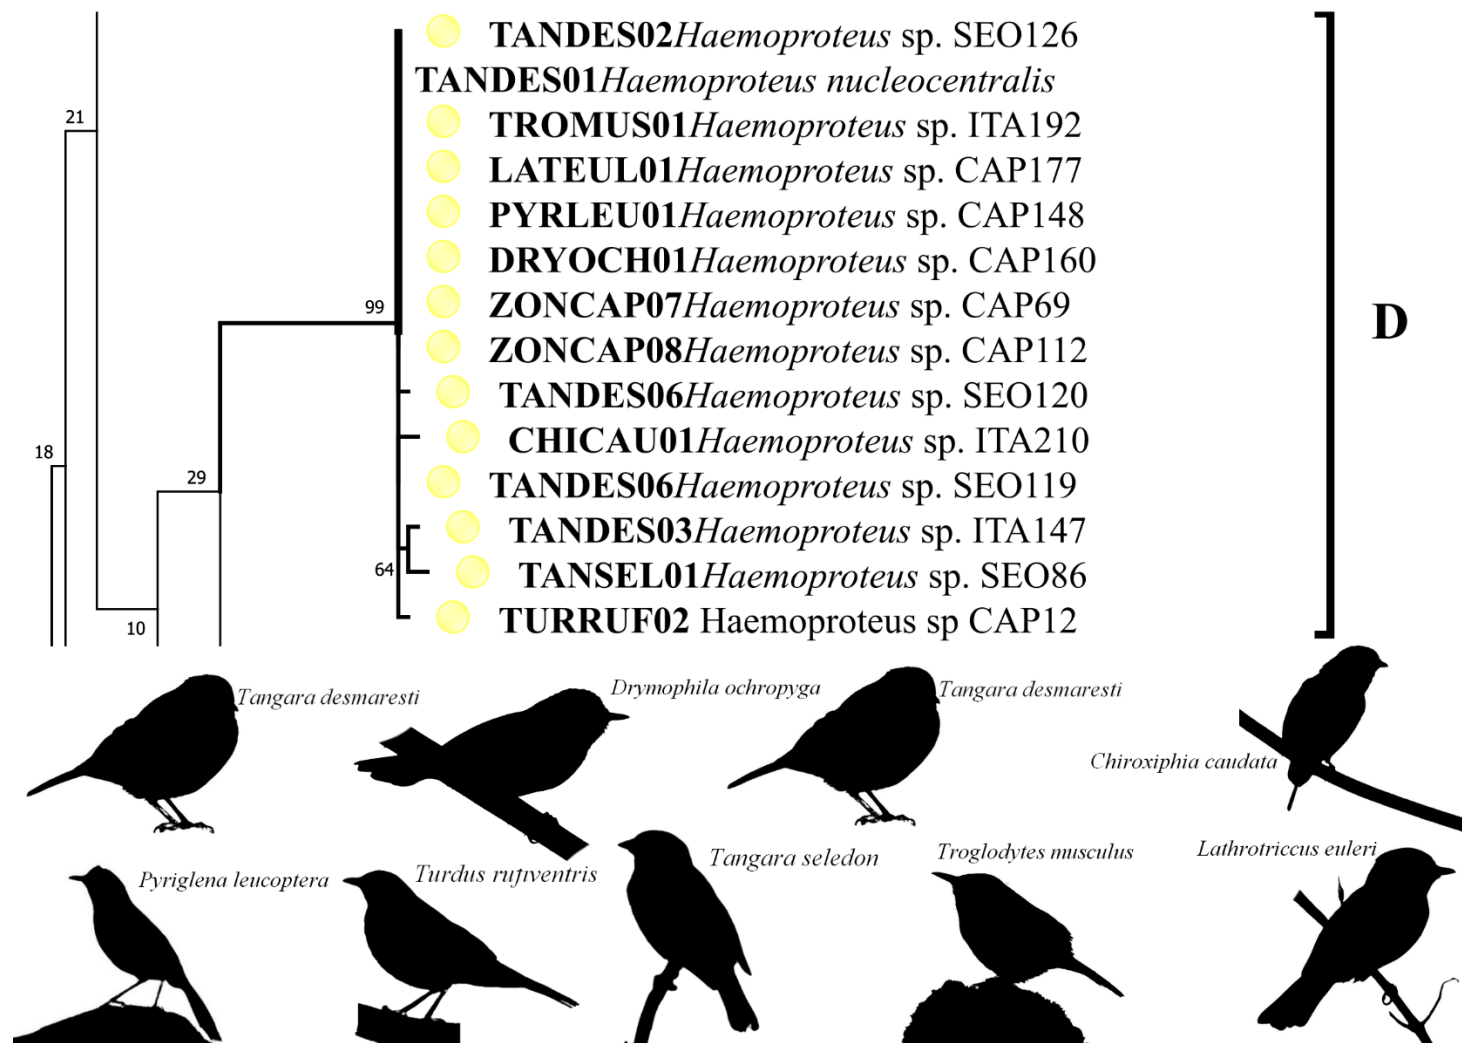 TANDES02Haemoproteus sp. SEO126
TANDES01Haemoproteus nucleocentralis
21
TROMUS01Haemoproteus sp. ITA192
LATEUL01Haemoproteus sp. CAP177
PYRLEU01Haemoproteus sp. CAP148
DRYOCH01Haemoproteus sp. CAP160
99
ZONCAP07Haemoproteus sp. CAP69
D
ZONCAP08Haemoproteus sp. CAP112
TANDES06Haemoproteus sp. SEO120
CHICAU01Haemoproteus sp. ITA210
18
29
TANDES06Haemoproteus sp. SEO119
TANDES03Haemoproteus sp. ITA147
64
TANSEL01Haemoproteus sp. SEO86
10
TURRUF02 Haemoproteus sp CAP12
Tangara desmaresti
Drymophila ochropyga
Tangara desmaresti
Chiroxiphia caudata
Pyriglena leucoptera
Turdus rufiventris
Tangara seledon
Troglodytes musculus
Lathrotriccus euleri